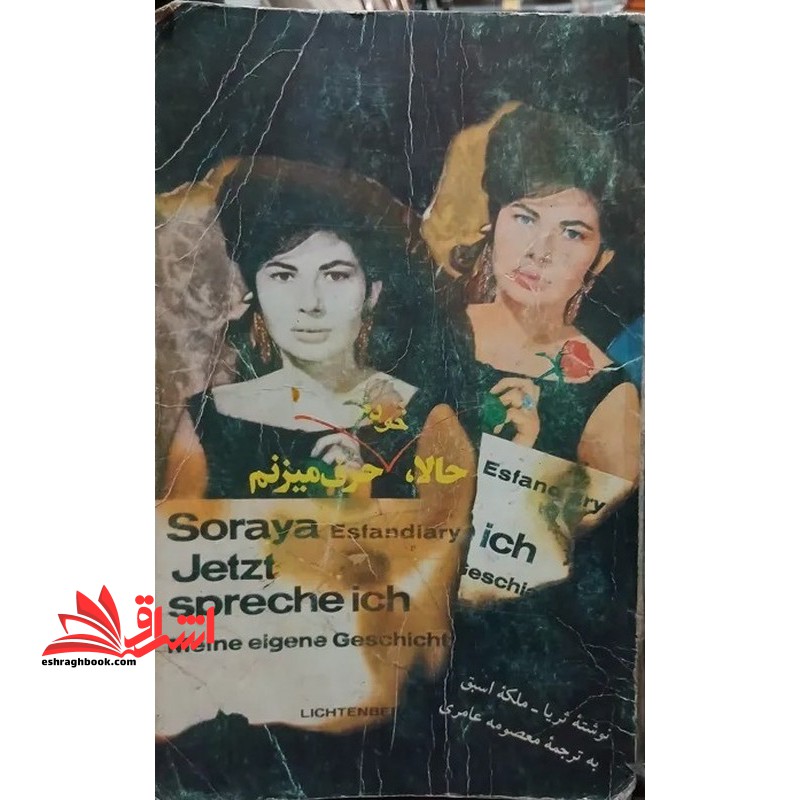 خودم
حالا، حرف میزنم
Soraya Esfandiary
Jetzt
spreche ich
meine eigene Geschicht
LICHTENBE
Esfandiary
ich
Geschi
نوشتهٔ ثریا - ملکهٔ اسبق
به ترجمهٔ معصومه عامری
اشراق
eshraghbook.com